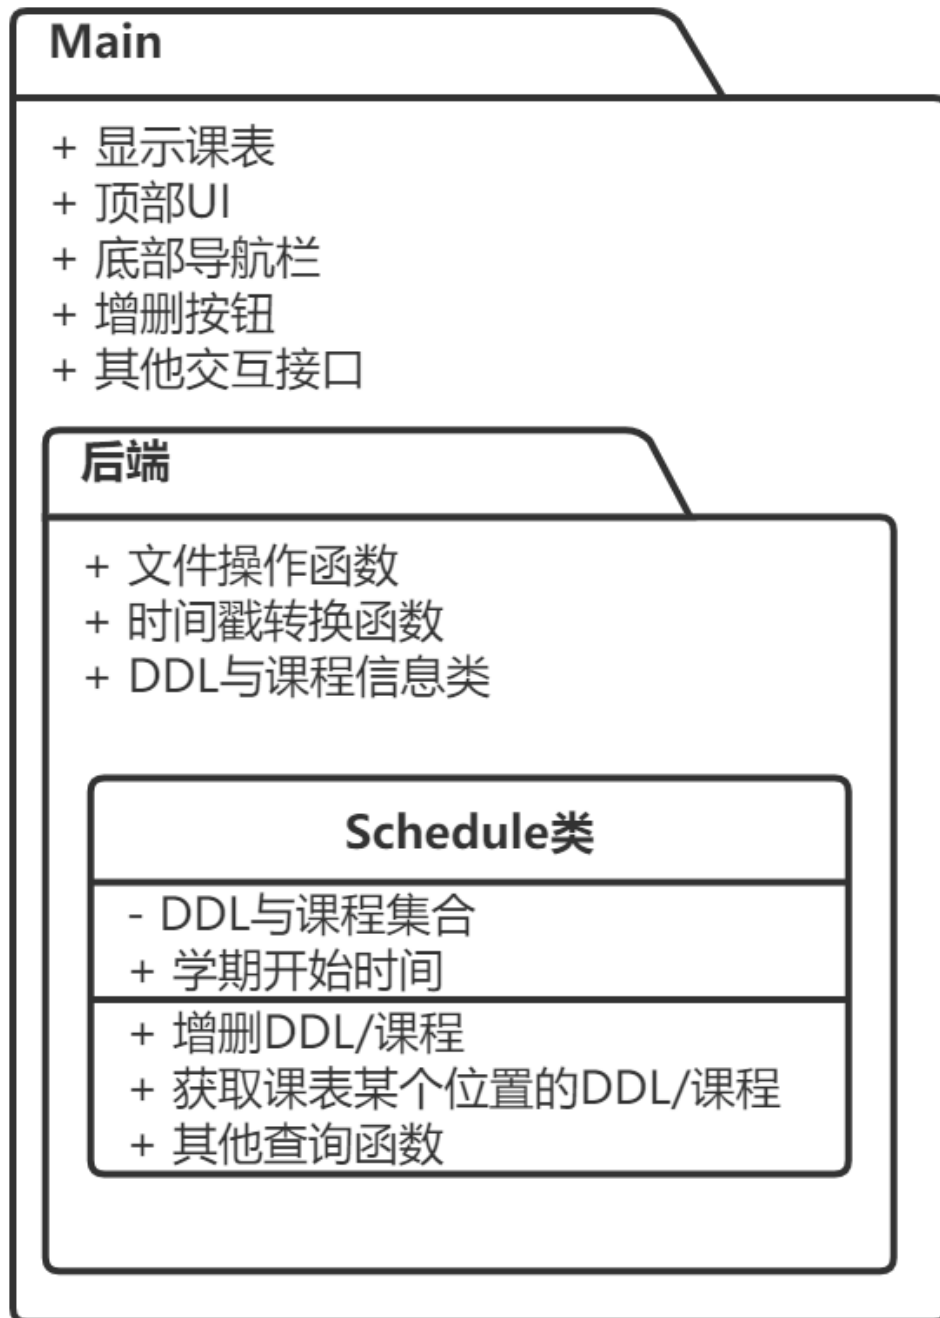 Main
+ 显示课表
+ 顶部UI
+ 底部导航栏
+ 增删按钮
+ 其他交互接口
后端
+ 文件操作函数
+ 时间戳转换函数
+ DDL与课程信息类
Schedule类
- DDL与课程集合
+ 学期开始时间
+ 增删DDL/课程
+ 获取课表某个位置的DDL/课程
+ 其他查询函数